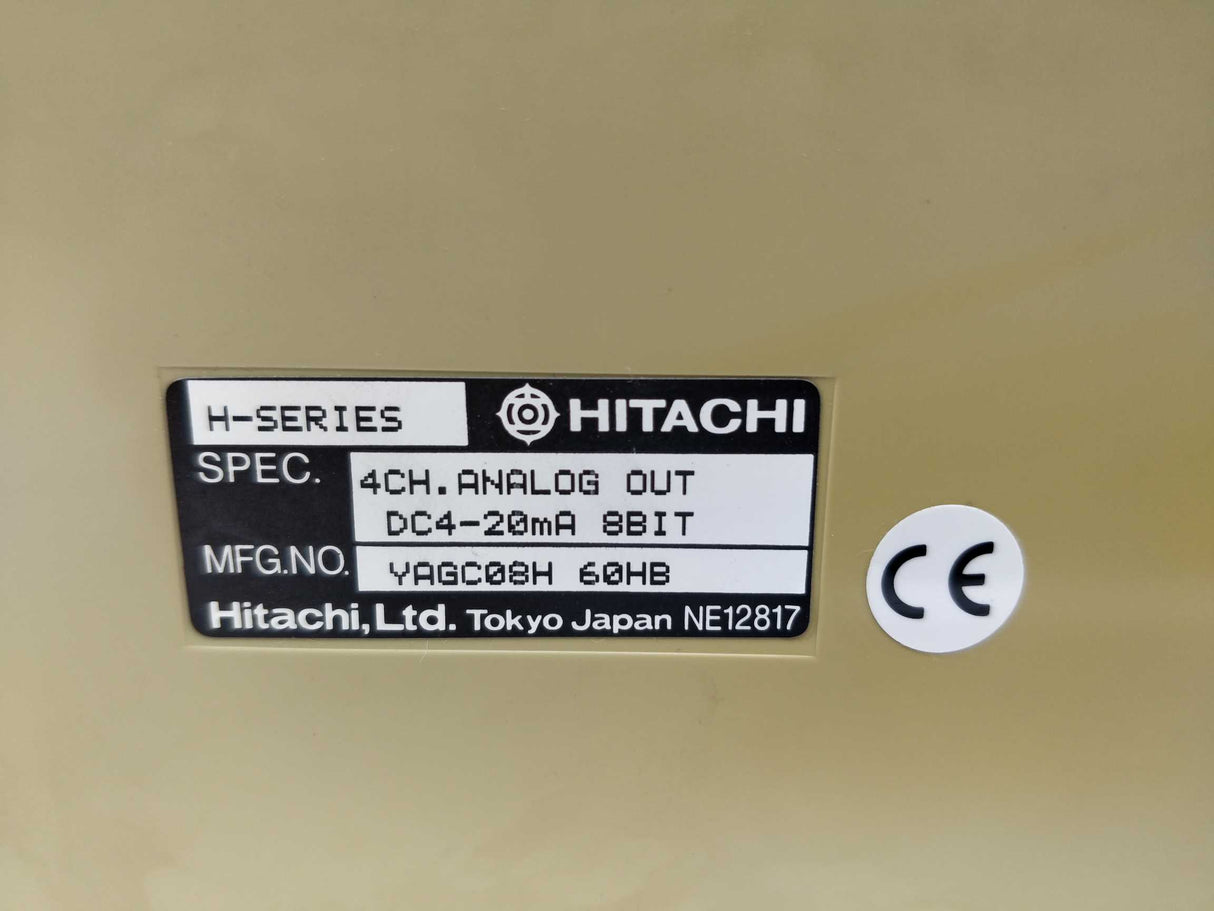 H-SERIES HITACHI
SPEC. 4CH.ANALOG OUT
DC4-20mA 8BIT
MFG.NO. YAGC08H 60HB
Hitachi,Ltd. Tokyo Japan NE12817
CE